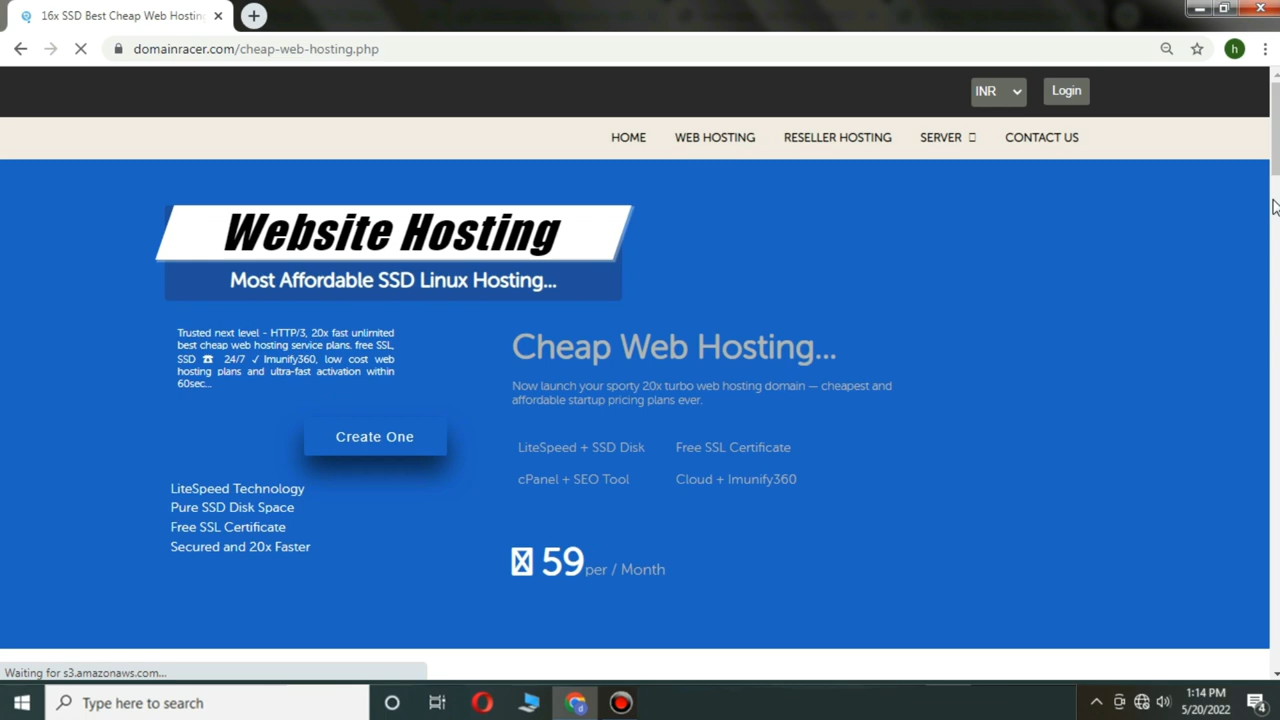 16x SSD Best Cheap Web Hosting
domainracer.com/cheap-web-hosting.php
h
INR
Login
HOME
WEB HOSTING
RESELLER HOSTING
SERVER
CONTACT US
Website Hosting
Most Affordable SSD Linux Hosting...
Trusted next level - HTTP/3, 20x fast unlimited
best cheap web hosting service plans. free SSL,
SSD ☎ 24/7 ✓ Imunify360, low cost web
hosting plans and ultra-fast activation within
60sec...
Create One
LiteSpeed Technology
Pure SSD Disk Space
Free SSL Certificate
Secured and 20x Faster
Cheap Web Hosting...
Now launch your sporty 20x turbo web hosting domain — cheapest and
affordable startup pricing plans ever.
LiteSpeed + SSD Disk
Free SSL Certificate
cPanel + SEO Tool
Cloud + Imunify360
59 per / Month
Waiting for s3.amazonaws.com...
Type here to search
d
1:14 PM
5/20/2022
4